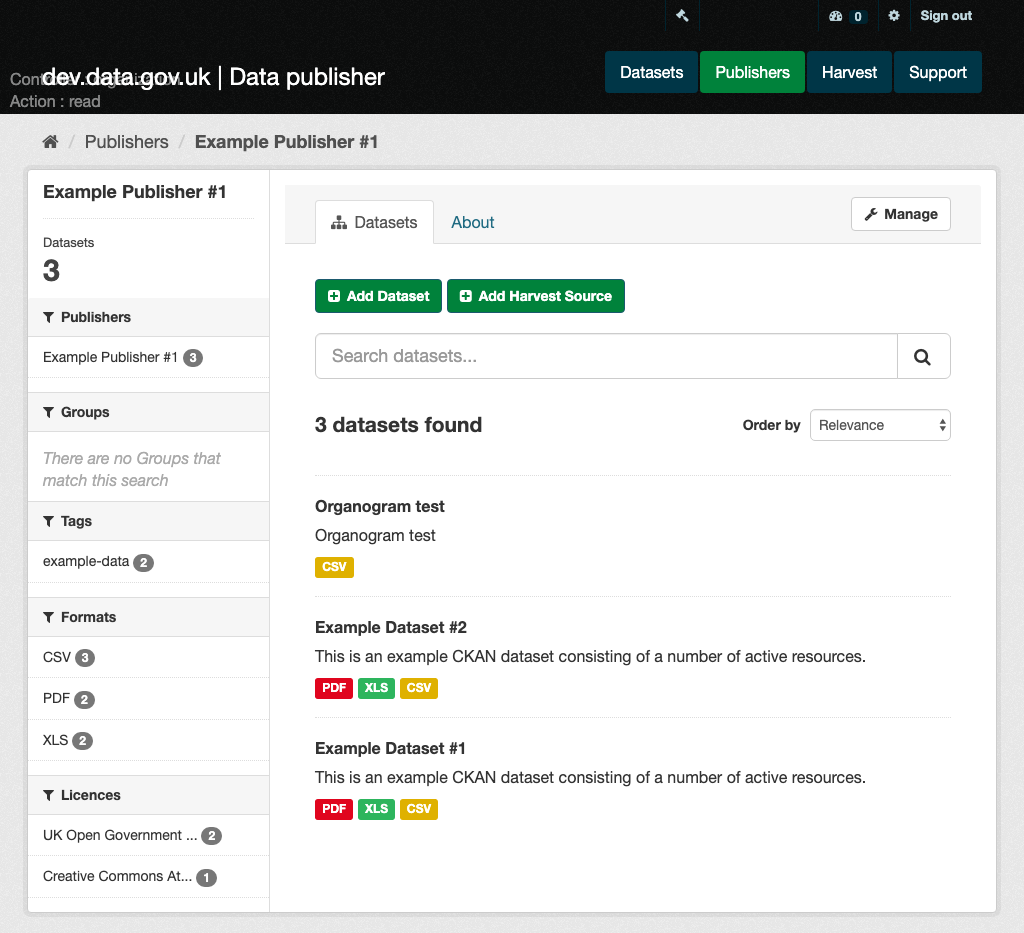 0
Sign out
dev.data.gov.uk | Data publisher
Action : read
Datasets
Publishers
Harvest
Support
/ Publishers / Example Publisher #1
Example Publisher #1
Datasets
3
Publishers
Example Publisher #1 3
Groups
There are no Groups that
match this search
Tags
example-data 2
Formats
CSV 3
PDF 2
XLS 2
Licences
UK Open Government ... 2
Creative Commons At... 1
Datasets
About
Manage
Add Dataset
Add Harvest Source
Search datasets...
3 datasets found
Order by
Relevance
Organogram test
Organogram test
CSV
Example Dataset #2
This is an example CKAN dataset consisting of a number of active resources.
PDF XLS CSV
Example Dataset #1
This is an example CKAN dataset consisting of a number of active resources.
PDF XLS CSV